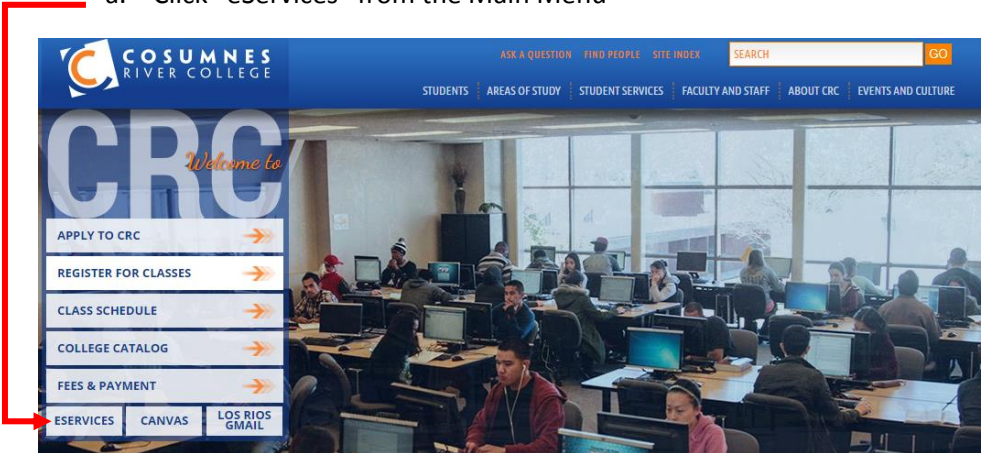 a. Click "eServices" from the Main Menu
COSUMNES
RIVER COLLEGE
ASK A QUESTION FIND PEOPLE SITE INDEX SEARCH GO
STUDENTS AREAS OF STUDY STUDENT SERVICES FACULTY AND STAFF ABOUT CRC EVENTS AND CULTURE
CRC
Welcome to
APPLY TO CRC
REGISTER FOR CLASSES
CLASS SCHEDULE
COLLEGE CATALOG
FEES & PAYMENT
ESERVICES CANVAS LOS RIOS
GMAIL